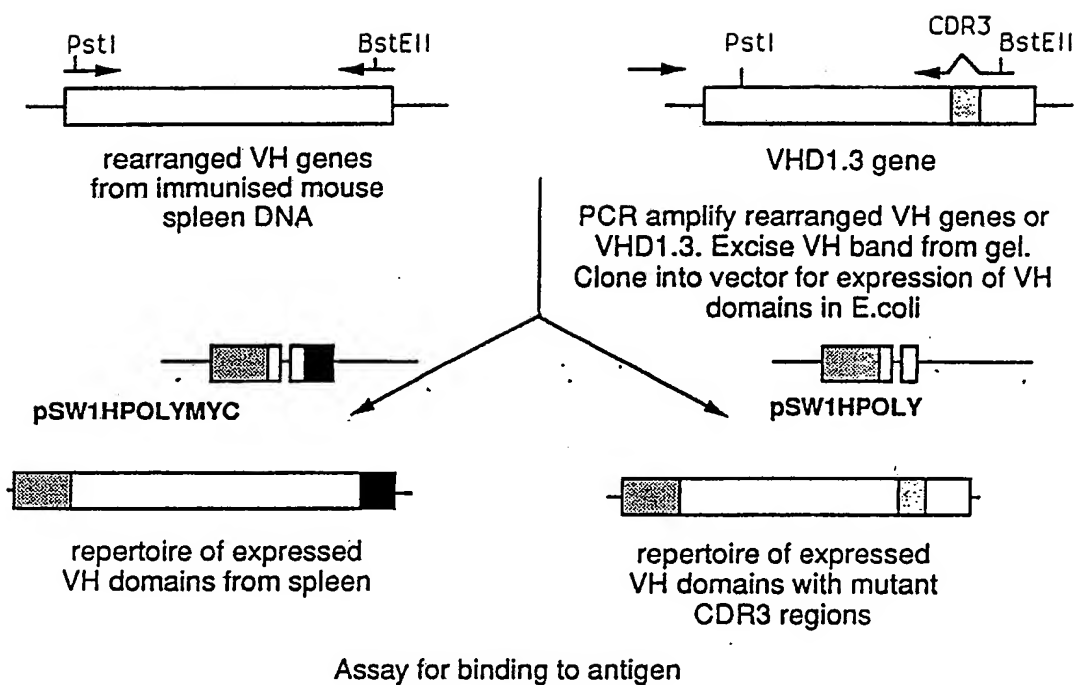 PstI
BstEII
rearranged VH genes
from immunised mouse
spleen DNA
PstI
CDR3
BstEII
VHD1.3 gene
PCR amplify rearranged VH genes or
VHD1.3. Excise VH band from gel.
Clone into vector for expression of VH
domains in E.coli
pSW1HPOLYMYC
pSW1HPOLY
repertoire of expressed
VH domains from spleen
repertoire of expressed
VH domains with mutant
CDR3 regions
Assay for binding to antigen